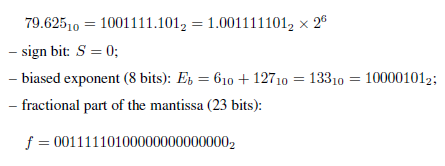 79.625₁₀ = 1001111.101₂ = 1.001111101₂ × 2⁶
– sign bit: S = 0;
– biased exponent (8 bits): E_b = 6₁₀ + 127₁₀ = 133₁₀ = 10000101₂;
– fractional part of the mantissa (23 bits):
f = 00111110100000000000000₂